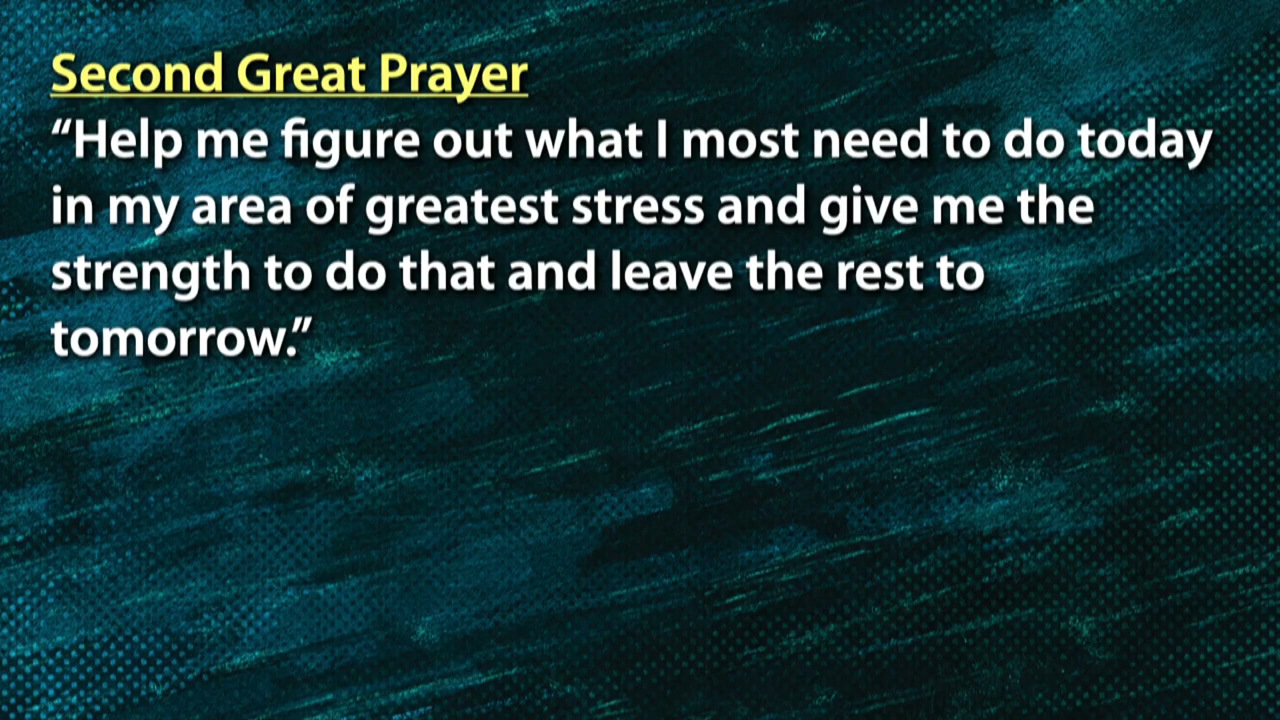 Second Great Prayer
“Help me figure out what I most need to do today
in my area of greatest stress and give me the
strength to do that and leave the rest to
tomorrow.”